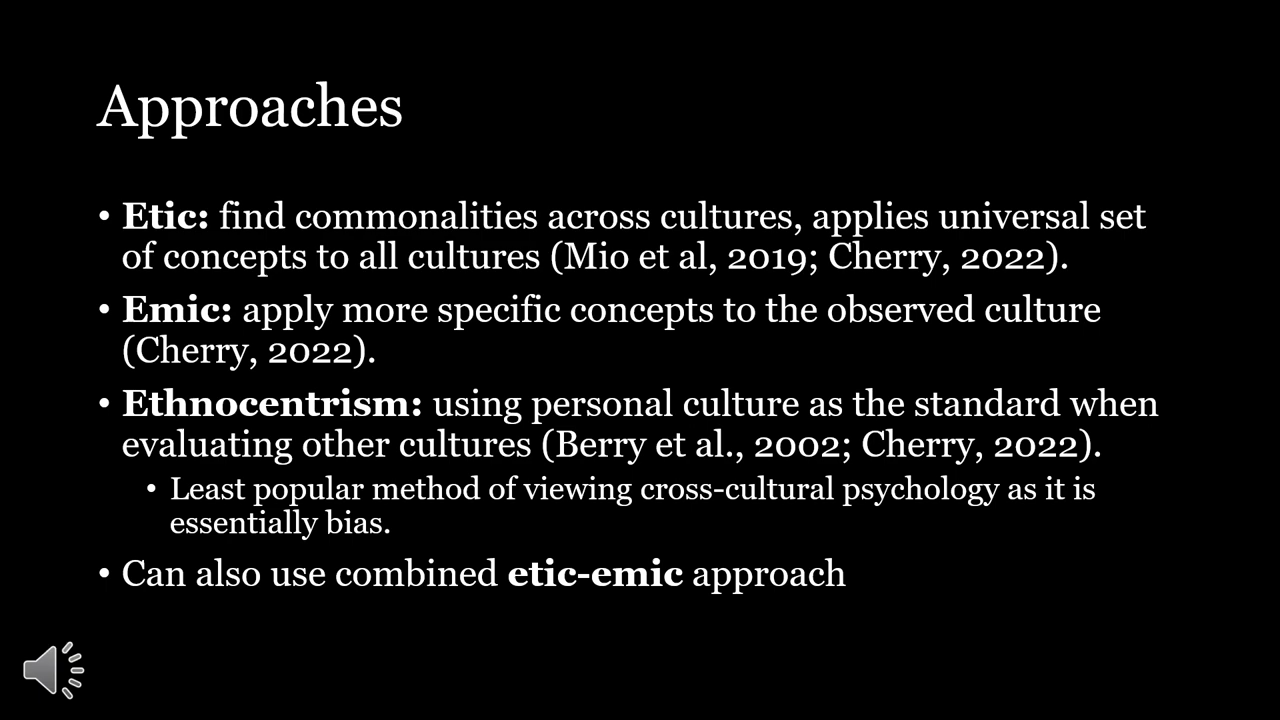 Approaches
• Etic: find commonalities across cultures, applies universal set
of concepts to all cultures (Mio et al, 2019; Cherry, 2022).
• Emic: apply more specific concepts to the observed culture
(Cherry, 2022).
• Ethnocentrism: using personal culture as the standard when
evaluating other cultures (Berry et al., 2002; Cherry, 2022).
• Least popular method of viewing cross-cultural psychology as it is
essentially bias.
• Can also use combined etic-emic approach